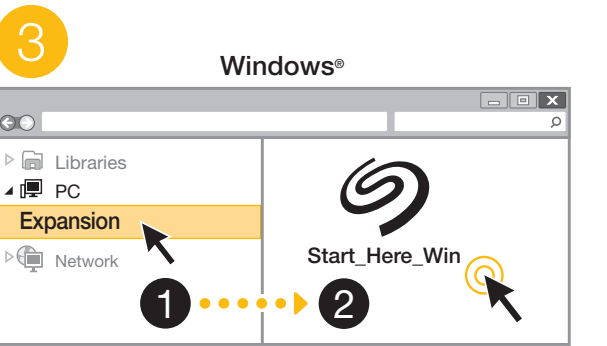 3
Windows®
Libraries
PC
Expansion
Network
Start_Here_Win
1
2